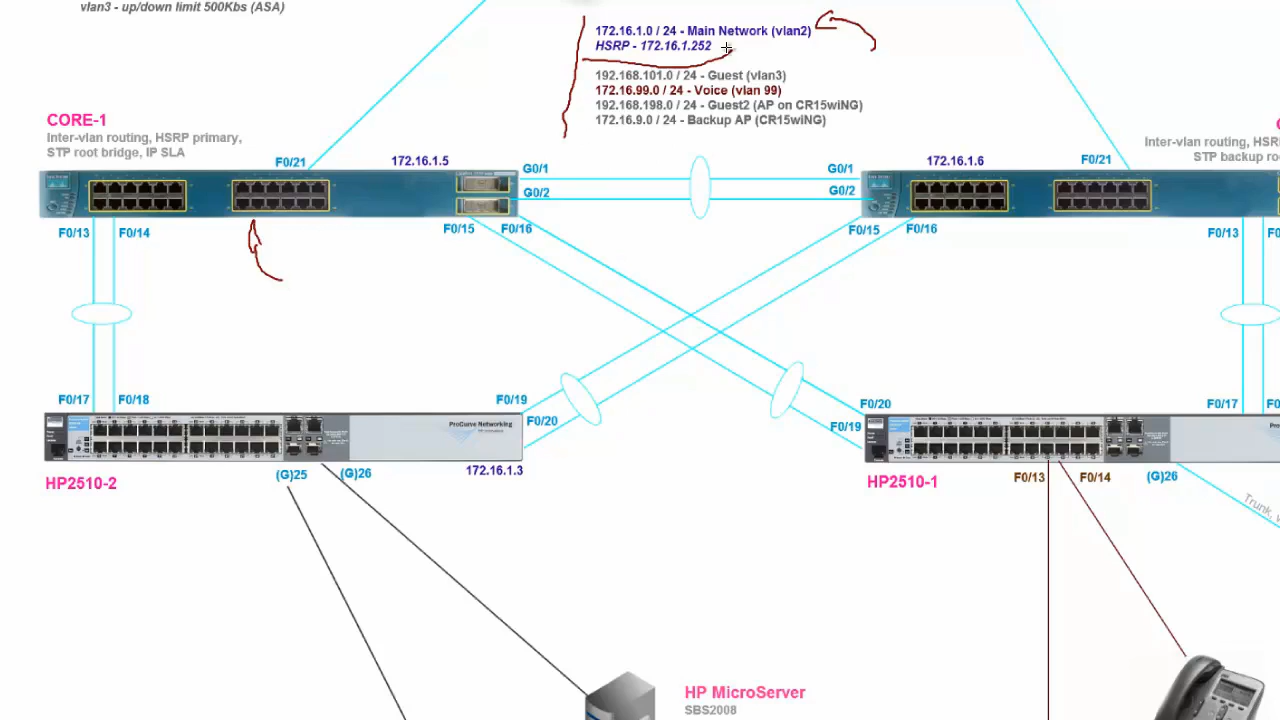 vlan3 - up/down limit 500Kbs (ASA)
172.16.1.0 / 24 - Main Network (vlan2)
HSRP - 172.16.1.252
192.168.101.0 / 24 - Guest (vlan3)
172.16.99.0 / 24 - Voice (vlan 99)
192.168.198.0 / 24 - Guest2 (AP on CR15wiNG)
172.16.9.0 / 24 - Backup AP (CR15wiNG)
CORE-1
Inter-vlan routing, HSRP primary,
STP root bridge, IP SLA
F0/21
172.16.1.5
G0/1
G0/2
F0/13
F0/14
F0/15
F0/16
Inter-vlan routing, HSR
STP backup ro
172.16.1.6
F0/21
G0/1
G0/2
F0/15
F0/16
F0/13
F0
F0/17
F0/18
F0/19
F0/20
ProCurve Networking
172.16.1.3
HP2510-2
(G)25
(G)26
F0/20
F0/19
F0/17
F0
ProCurve
HP2510-1
F0/13
F0/14
(G)26
Trunk, v
HP MicroServer
SBS2008